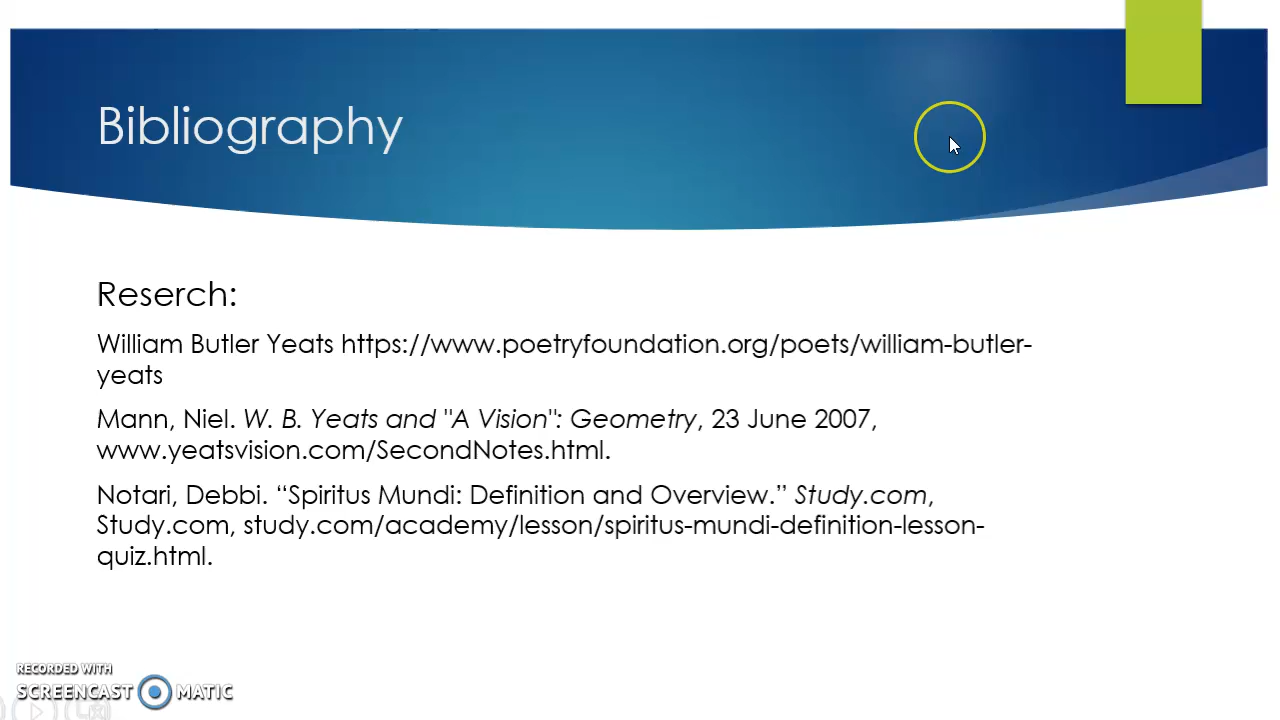 Bibliography
Reserch:
William Butler Yeats https://www.poetryfoundation.org/poets/william-butler-
yeats
Mann, Niel. W. B. Yeats and "A Vision": Geometry, 23 June 2007,
www.yeatsvision.com/SecondNotes.html.
Notari, Debbi. “Spiritus Mundi: Definition and Overview.” Study.com,
Study.com, study.com/academy/lesson/spiritus-mundi-definition-lesson-
quiz.html.
RECORDED WITH
SCREENCAST MATIC